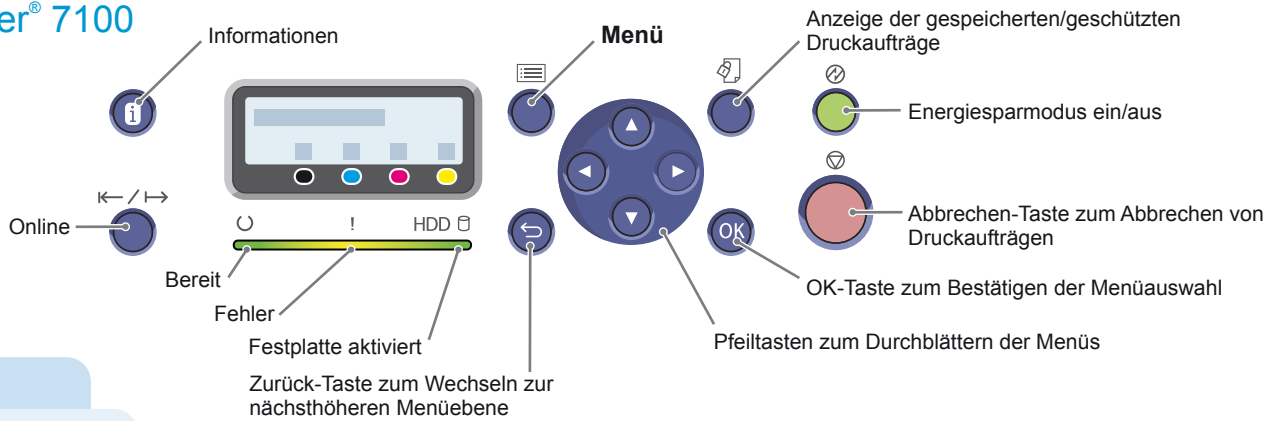 er® 7100
Informationen
Menü
Anzeige der gespeicherten/geschützten
Druckaufträge
Energiesparmodus ein/aus
Online
! HDD
OK
Abbrechen-Taste zum Abbrechen von
Druckaufträgen
Bereit
Fehler
Festplatte aktiviert
OK-Taste zum Bestätigen der Menüauswahl
Pfeiltasten zum Durchblättern der Menüs
Zurück-Taste zum Wechseln zur
nächsthöheren Menüebene